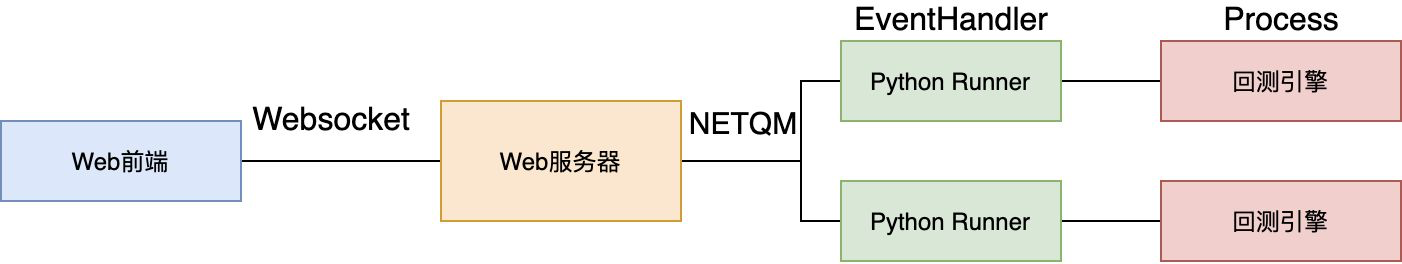 EventHandler
Process
Python Runner
回测引擎
Websocket
NETQM
Web前端
Web服务器
Python Runner
回测引擎